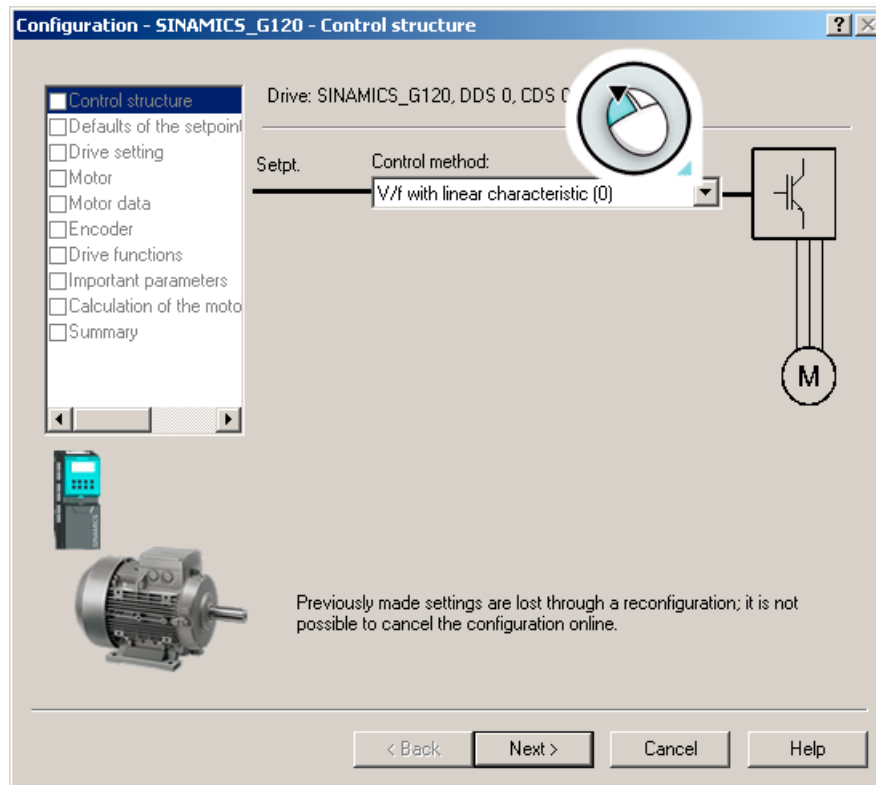 Configuration - SINAMICS_G120 - Control structure
Control structure
Defaults of the setpoint
Drive setting
Motor
Motor data
Encoder
Drive functions
Important parameters
Calculation of the moto
Summary
Drive: SINAMICS_G120, DDS 0, CDS 0
Setpt.
Control method:
V/f with linear characteristic (0)
M
SINAMICS
Previously made settings are lost through a reconfiguration; it is not
possible to cancel the configuration online.
< Back
Next >
Cancel
Help